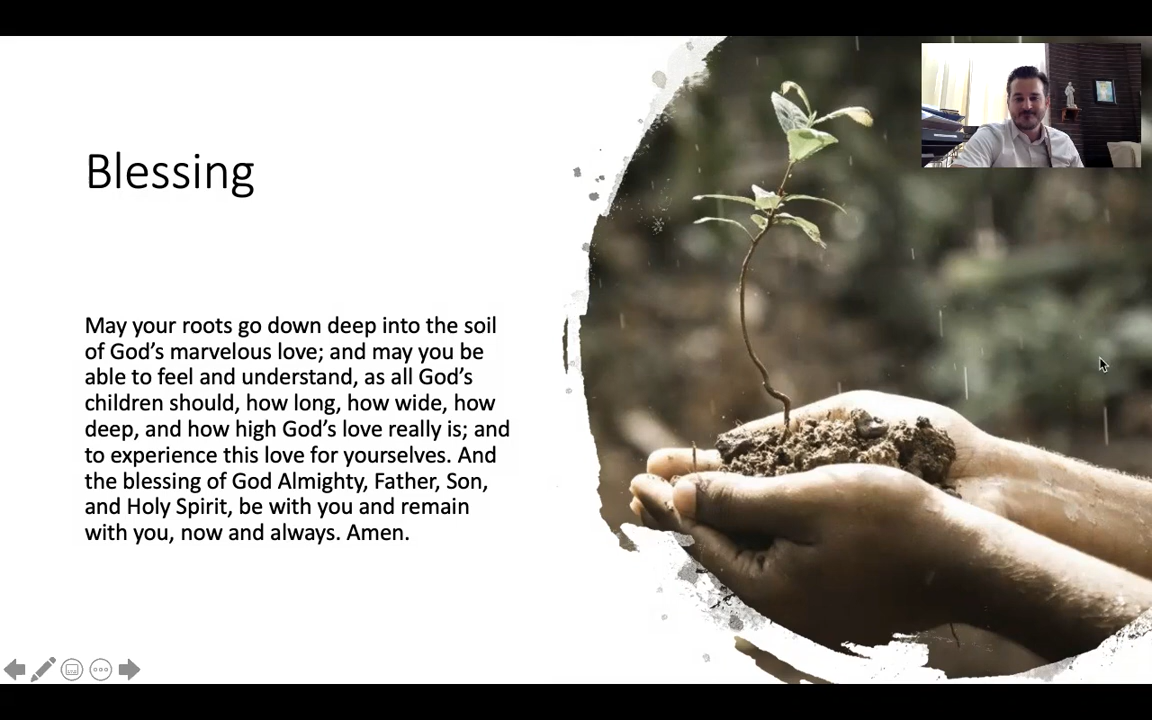 Blessing
May your roots go down deep into the soil
of God’s marvelous love; and may you be
able to feel and understand, as all God’s
children should, how long, how wide, how
deep, and how high God’s love really is; and
to experience this love for yourselves. And
the blessing of God Almighty, Father, Son,
and Holy Spirit, be with you and remain
with you, now and always. Amen.